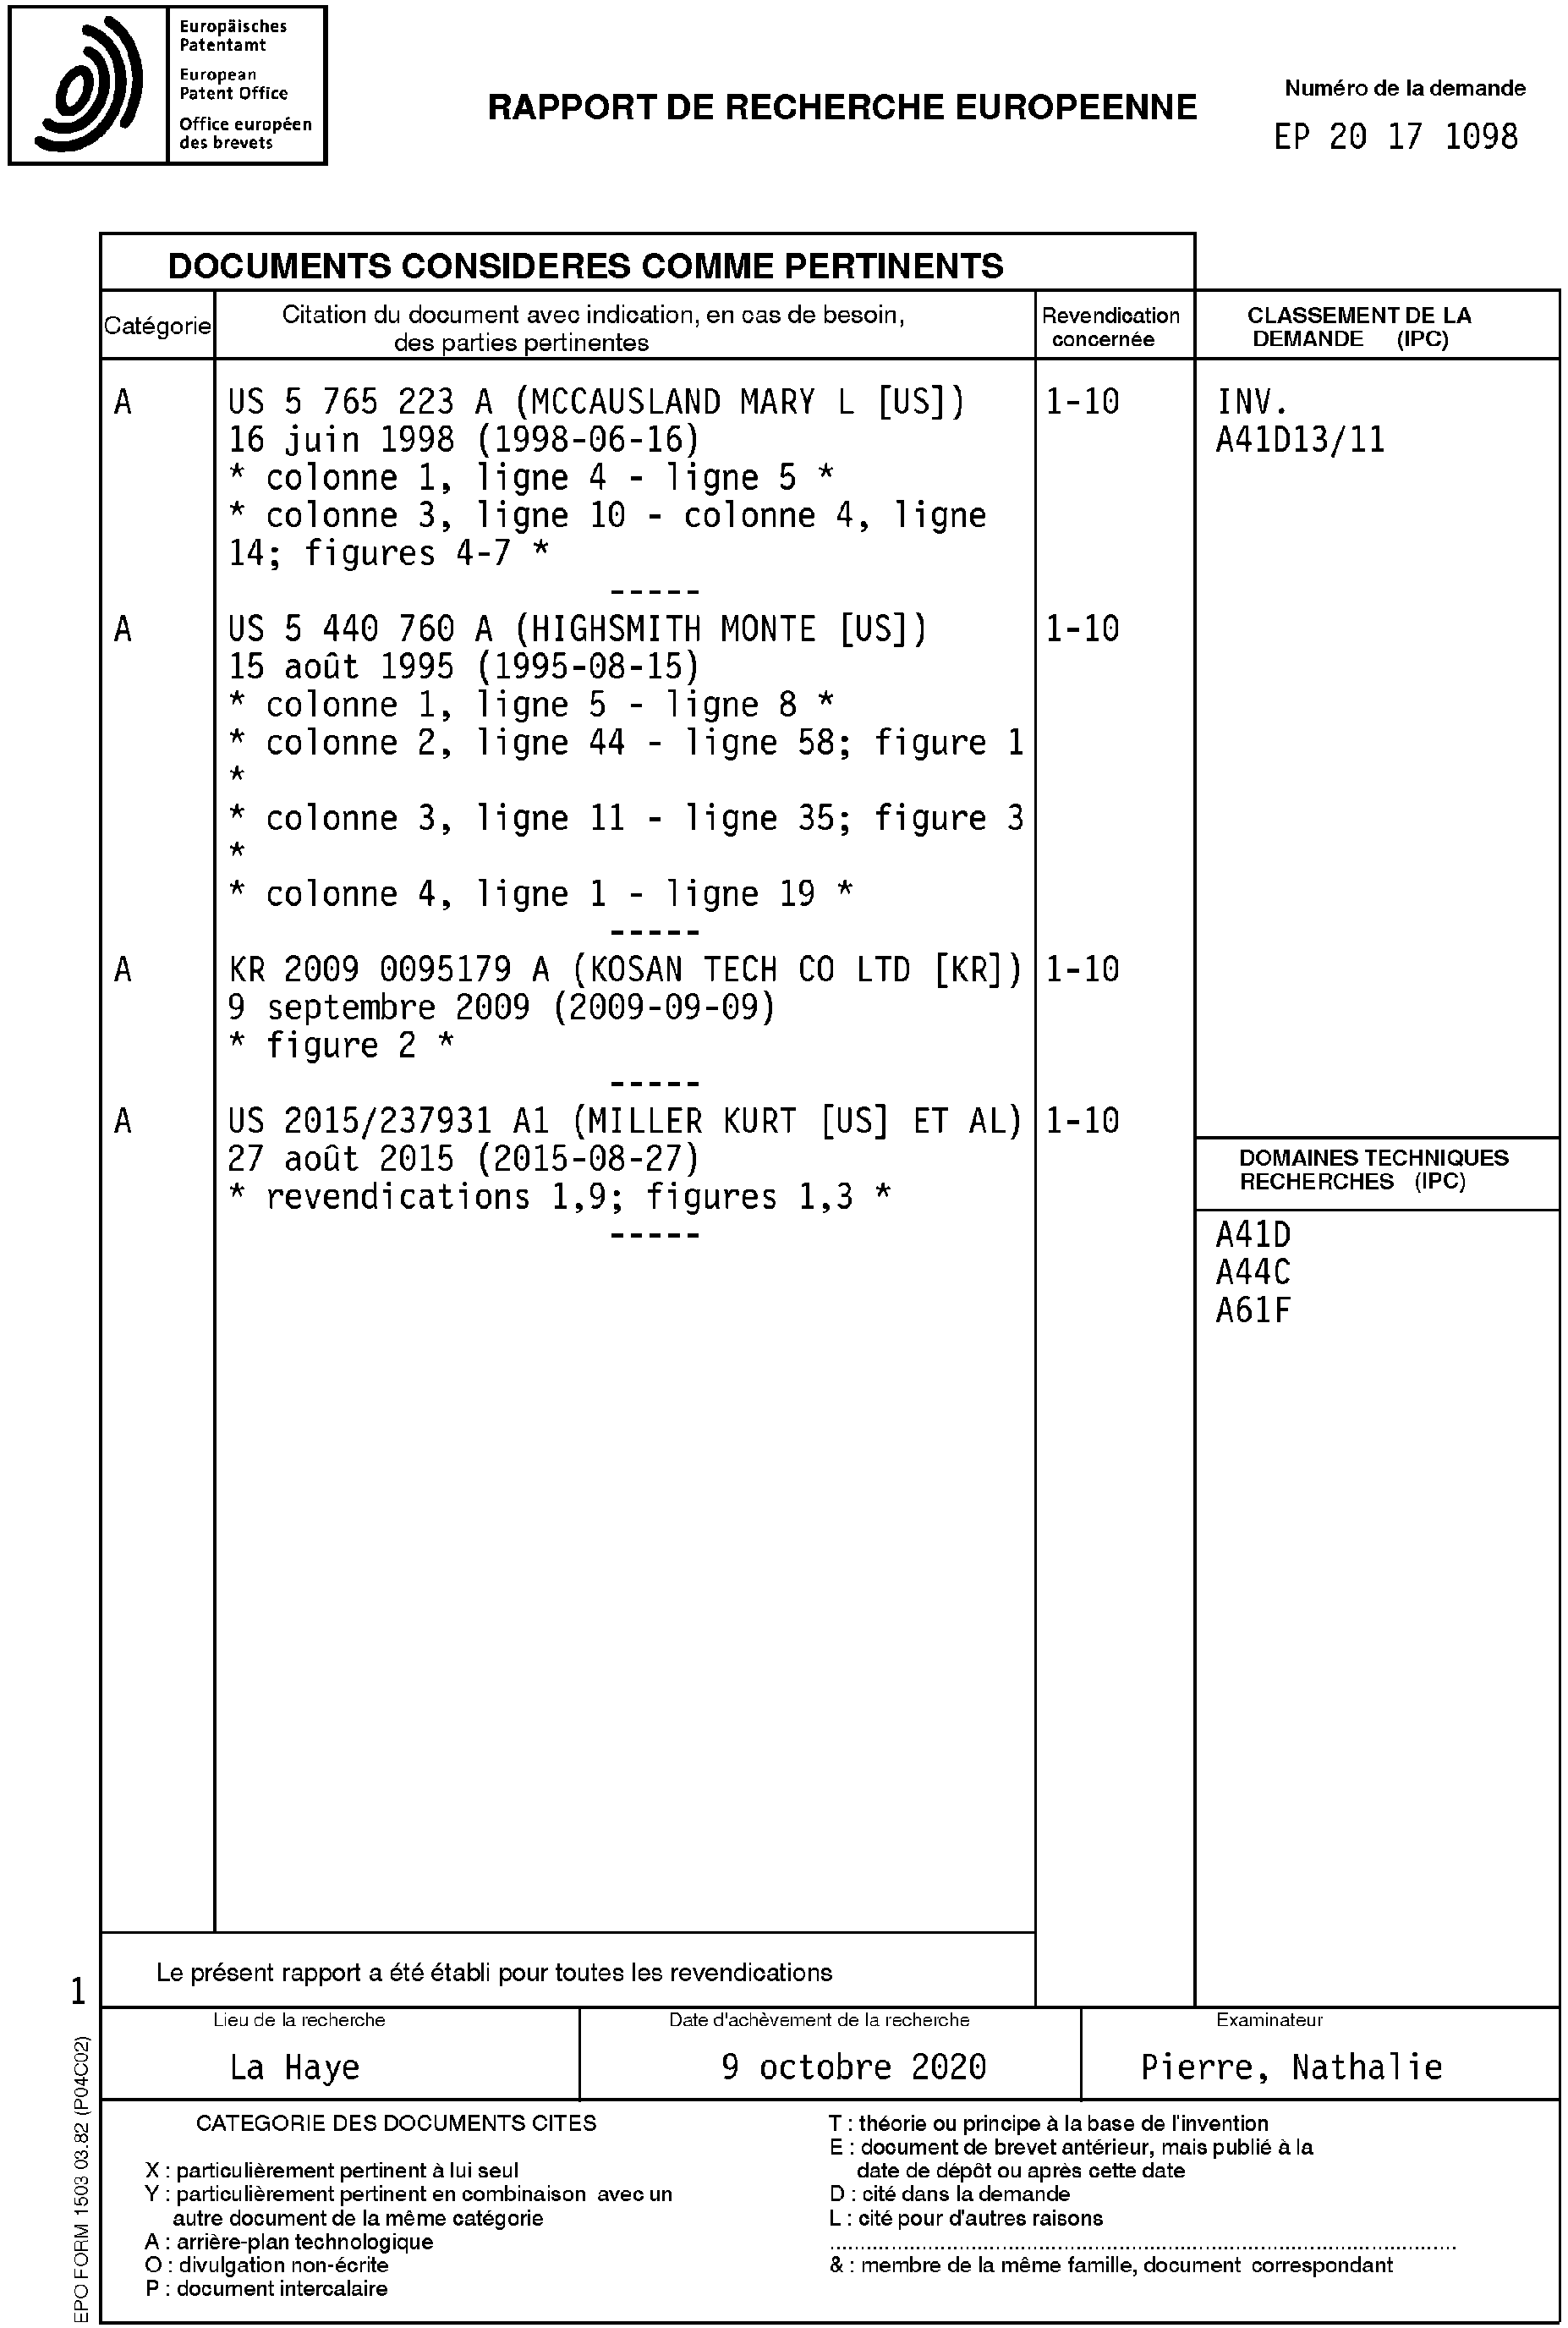 Europäisches
Patentamt
European
Patent Office
Office européen
des brevets
RAPPORT DE RECHERCHE EUROPEENNE
Numéro de la demande
EP 20 17 1098
DOCUMENTS CONSIDERES COMME PERTINENTS
Catégorie
Citation du document avec indication, en cas de besoin,
des parties pertinentes
Revendication
concernée
CLASSEMENT DE LA
DEMANDE (IPC)
A US 5 765 223 A (MCCAUSLAND MARY L [US]) 1-10
16 juin 1998 (1998-06-16)
* colonne 1, ligne 4 - ligne 5 *
* colonne 3, ligne 10 - colonne 4, ligne
14; figures 4-7 *
-----
A US 5 440 760 A (HIGHSMITH MONTE [US]) 1-10
15 août 1995 (1995-08-15)
* colonne 1, ligne 5 - ligne 8 *
* colonne 2, ligne 44 - ligne 58; figure 1
*
* colonne 3, ligne 11 - ligne 35; figure 3
*
* colonne 4, ligne 1 - ligne 19 *
-----
A KR 2009 0095179 A (KOSAN TECH CO LTD [KR]) 1-10
9 septembre 2009 (2009-09-09)
* figure 2 *
-----
A US 2015/237931 A1 (MILLER KURT [US] ET AL) 1-10
27 août 2015 (2015-08-27)
* revendications 1,9; figures 1,3 *
-----
INV.
A41D13/11
DOMAINES TECHNIQUES
RECHERCHES (IPC)
A41D
A44C
A61F
Le présent rapport a été établi pour toutes les revendications
1
Lieu de la recherche
La Haye
Date d'achèvement de la recherche
9 octobre 2020
Examinateur
Pierre, Nathalie
CATEGORIE DES DOCUMENTS CITES
X : particulièrement pertinent à lui seul
Y : particulièrement pertinent en combinaison avec un
autre document de la même catégorie
A : arrière-plan technologique
O : divulgation non-écrite
P : document intercalaire
T : théorie ou principe à la base de l'invention
E : document de brevet antérieur, mais publié à la
date de dépôt ou après cette date
D : cité dans la demande
L : cité pour d'autres raisons
& : membre de la même famille, document correspondant
EPO FORM 1503 03.82 (P04C02)